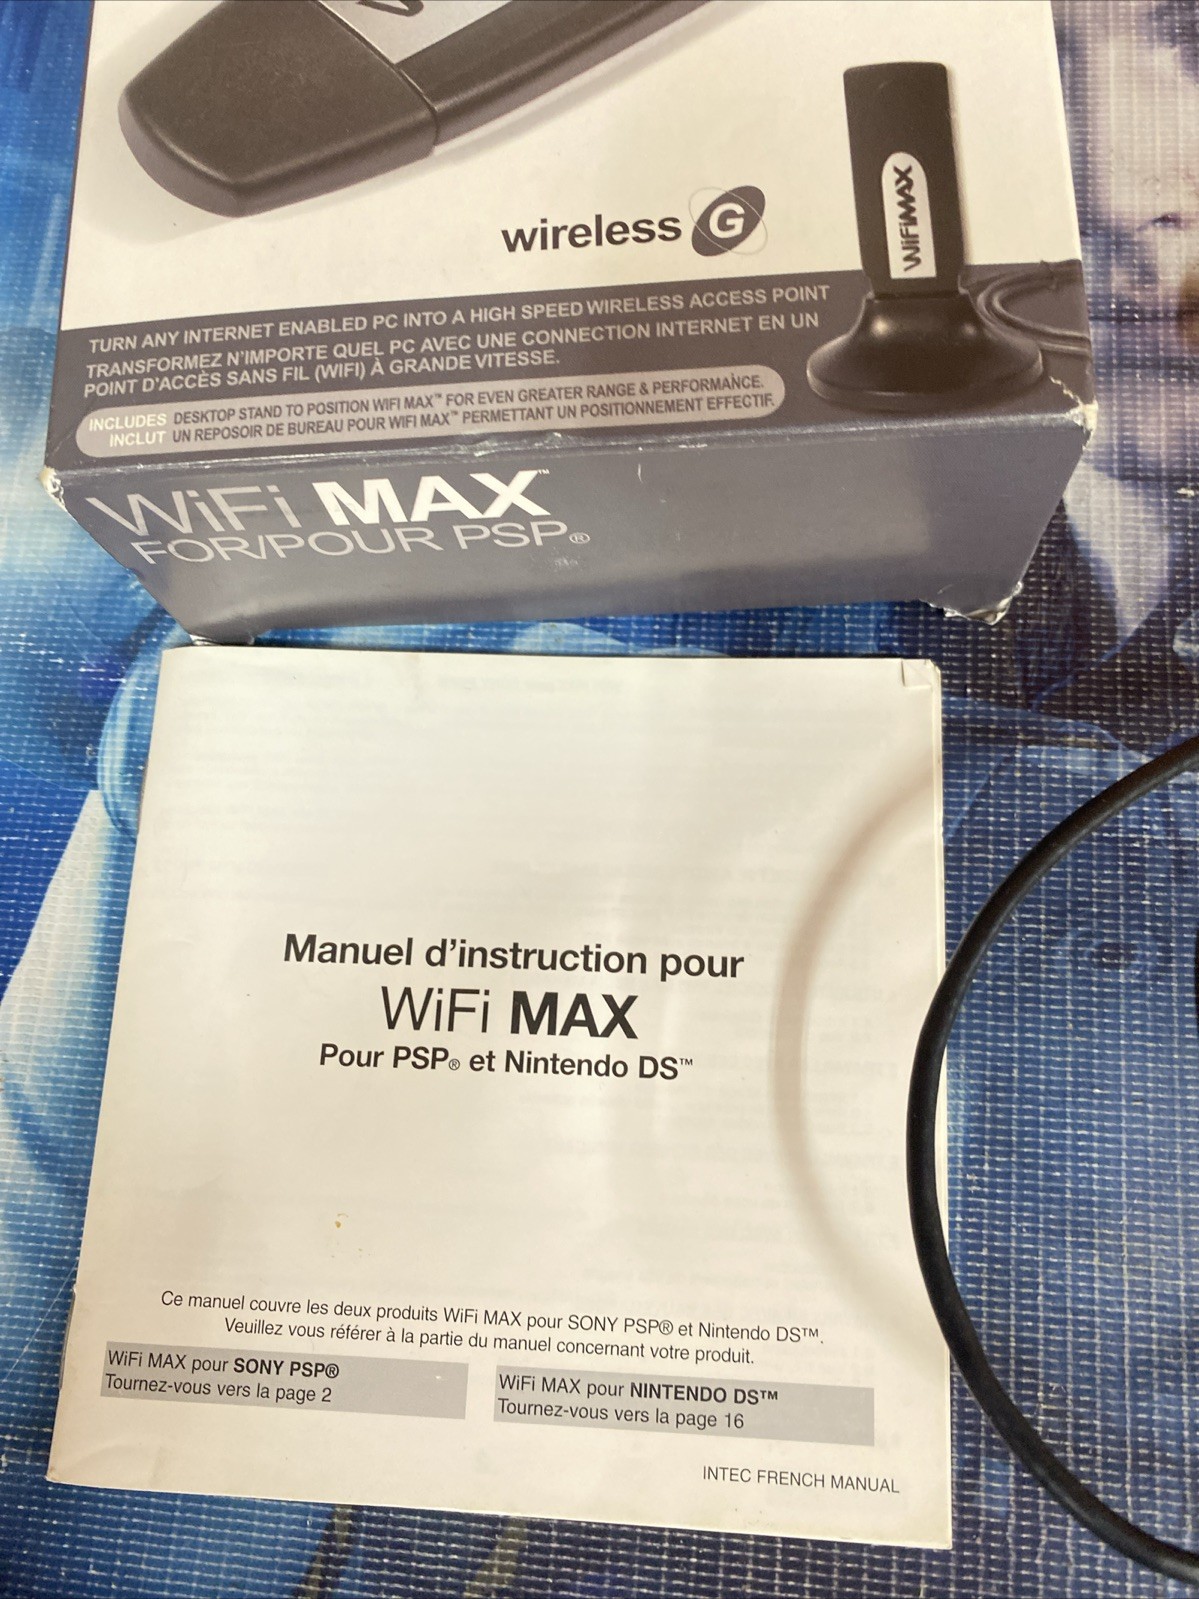 wireless G
WiFiMAX
TURN ANY INTERNET ENABLED PC INTO A HIGH SPEED WIRELESS ACCESS POINT
TRANSFORMEZ N'IMPORTE QUEL PC AVEC UNE CONNECTION INTERNET EN UN
POINT D'ACCÈS SANS FIL (WIFI) À GRANDE VITESSE.
INCLUDES DESKTOP STAND TO POSITION WIFI MAX™ FOR EVEN GREATER RANGE & PERFORMANCE.
INCLUT UN REPOSOIR DE BUREAU POUR WIFI MAX™ PERMETTANT UN POSITIONNEMENT EFFECTIF.
WiFi MAX™
FOR/POUR PSP®
Manuel d'instruction pour
WiFi MAX
Pour PSP® et Nintendo DS™
Ce manuel couvre les deux produits WiFi MAX pour SONY PSP® et Nintendo DS™.
Veuillez vous référer à la partie du manuel concernant votre produit.
WiFi MAX pour SONY PSP®
Tournez-vous vers la page 2
WiFi MAX pour NINTENDO DS™
Tournez-vous vers la page 16
INTEC FRENCH MANUAL